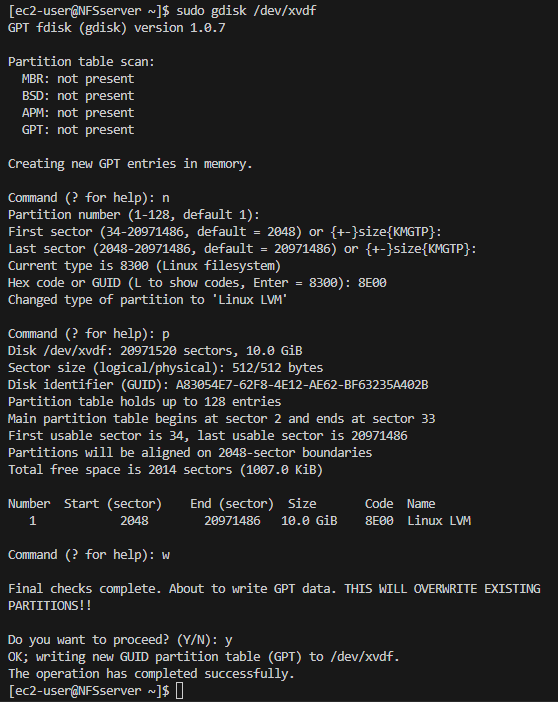 [ec2-user@NFSserver ~]$ sudo gdisk /dev/xvdf
GPT fdisk (gdisk) version 1.0.7
Partition table scan:
  MBR: not present
  BSD: not present
  APM: not present
  GPT: not present
Creating new GPT entries in memory.
Command (? for help): n
Partition number (1-128, default 1):
First sector (34-20971486, default = 2048) or {+-}size{KMGTP}:
Last sector (2048-20971486, default = 20971486) or {+-}size{KMGTP}:
Current type is 8300 (Linux filesystem)
Hex code or GUID (L to show codes, Enter = 8300): 8E00
Changed type of partition to 'Linux LVM'
Command (? for help): p
Disk /dev/xvdf: 20971520 sectors, 10.0 GiB
Sector size (logical/physical): 512/512 bytes
Disk identifier (GUID): A83054E7-62F8-4E12-AE62-BF63235A402B
Partition table holds up to 128 entries
Main partition table begins at sector 2 and ends at sector 33
First usable sector is 34, last usable sector is 20971486
Partitions will be aligned on 2048-sector boundaries
Total free space is 2014 sectors (1007.0 KiB)
Number  Start (sector)    End (sector)  Size       Code  Name
   1            2048        20971486   10.0 GiB    8E00  Linux LVM
Command (? for help): w
Final checks complete. About to write GPT data. THIS WILL OVERWRITE EXISTING
PARTITIONS!!
Do you want to proceed? (Y/N): y
OK; writing new GUID partition table (GPT) to /dev/xvdf.
The operation has completed successfully.
[ec2-user@NFSserver ~]$